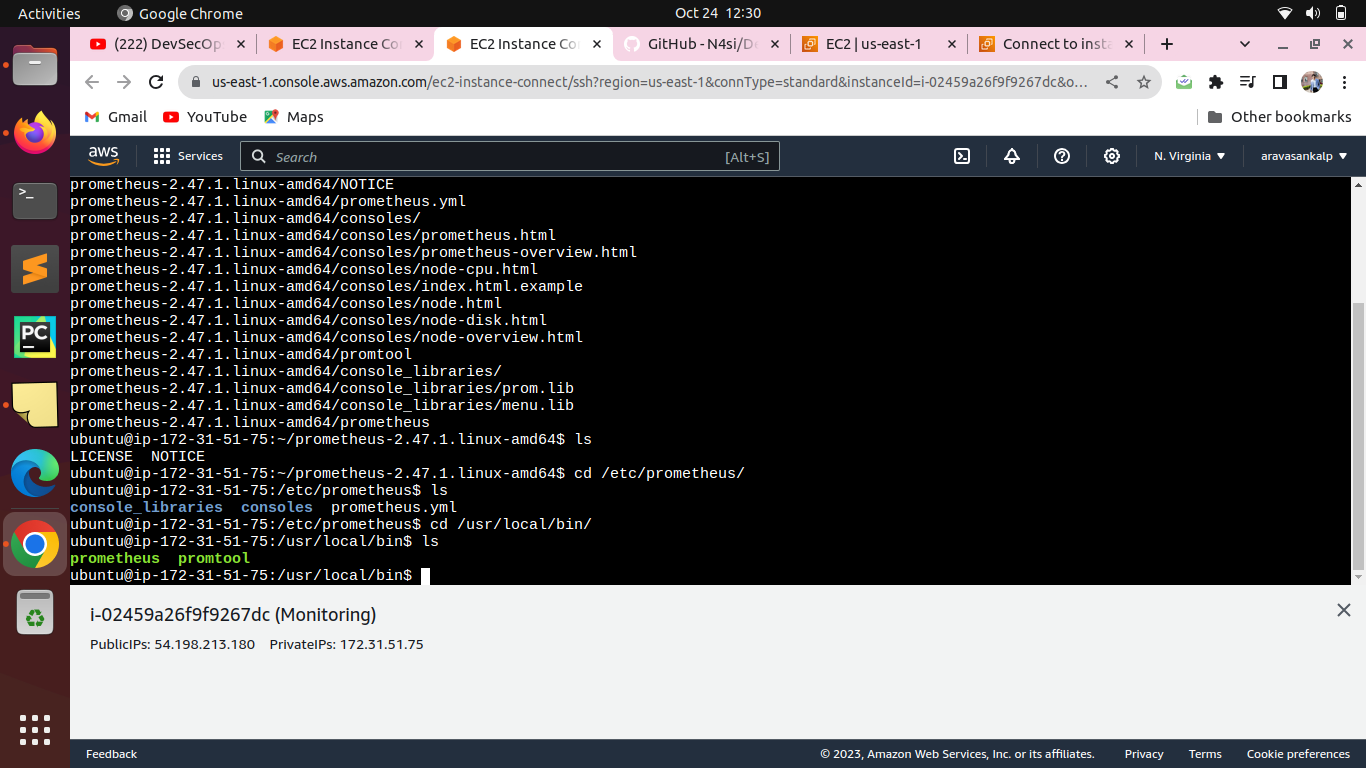 Activities Google Chrome Oct 24 12:30
(222) DevSecOp EC2 Instance Co EC2 Instance Co GitHub - N4si/De EC2 | us-east-1 Connect to insta
us-east-1.console.aws.amazon.com/ec2-instance-connect/ssh?region=us-east-1&connType=standard&instanceId=i-02459a26f9f9267dc&o...
Gmail YouTube Maps Other bookmarks
aws Services Search [Alt+S] N. Virginia aravasankalp
prometheus-2.47.1.linux-amd64/NOTICE
prometheus-2.47.1.linux-amd64/prometheus.yml
prometheus-2.47.1.linux-amd64/consoles/
prometheus-2.47.1.linux-amd64/consoles/prometheus.html
prometheus-2.47.1.linux-amd64/consoles/prometheus-overview.html
prometheus-2.47.1.linux-amd64/consoles/node-cpu.html
prometheus-2.47.1.linux-amd64/consoles/index.html.example
prometheus-2.47.1.linux-amd64/consoles/node.html
prometheus-2.47.1.linux-amd64/consoles/node-disk.html
prometheus-2.47.1.linux-amd64/consoles/node-overview.html
prometheus-2.47.1.linux-amd64/promtool
prometheus-2.47.1.linux-amd64/console_libraries/
prometheus-2.47.1.linux-amd64/console_libraries/prom.lib
prometheus-2.47.1.linux-amd64/console_libraries/menu.lib
prometheus-2.47.1.linux-amd64/prometheus
ubuntu@ip-172-31-51-75:~/prometheus-2.47.1.linux-amd64$ ls
LICENSE NOTICE
ubuntu@ip-172-31-51-75:~/prometheus-2.47.1.linux-amd64$ cd /etc/prometheus/
ubuntu@ip-172-31-51-75:/etc/prometheus$ ls
console_libraries consoles prometheus.yml
ubuntu@ip-172-31-51-75:/etc/prometheus$ cd /usr/local/bin/
ubuntu@ip-172-31-51-75:/usr/local/bin$ ls
prometheus promtool
ubuntu@ip-172-31-51-75:/usr/local/bin$
i-02459a26f9f9267dc (Monitoring)
PublicIPs: 54.198.213.180 PrivateIPs: 172.31.51.75
Feedback © 2023, Amazon Web Services, Inc. or its affiliates. Privacy Terms Cookie preferences
PC